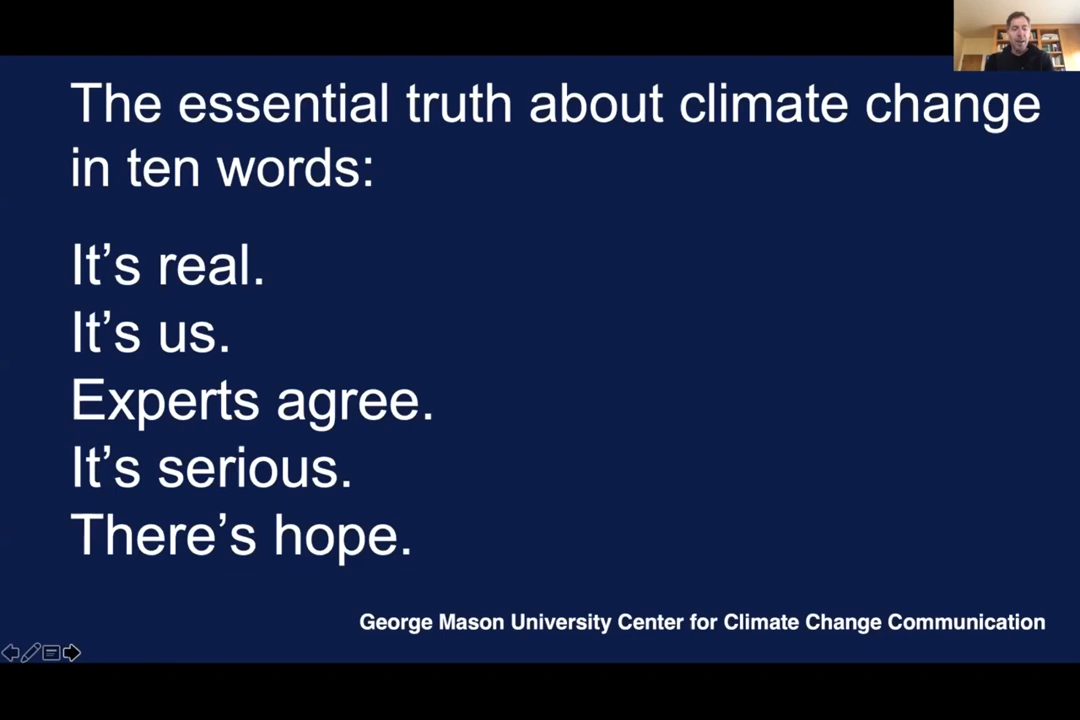 The essential truth about climate change
in ten words:
It’s real.
It’s us.
Experts agree.
It’s serious.
There’s hope.
George Mason University Center for Climate Change Communication